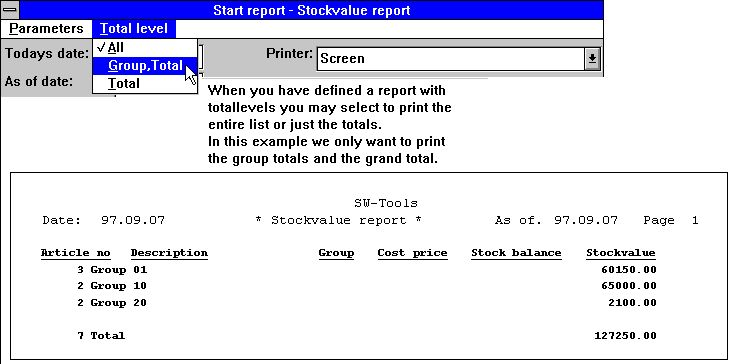 Start report - Stockvalue report
Parameters Total level
Todays date: ✓All Printer: Screen
Group,Total
As of date: Total
When you have defined a report with
totallevels you may select to print the
entire list or just the totals.
In this example we only want to print
the group totals and the grand total.
SW-Tools
Date: 97.09.07 * Stockvalue report * As of. 97.09.07 Page 1
Article no Description Group Cost price Stock balance Stockvalue
3 Group 01 60150.00
2 Group 10 65000.00
2 Group 20 2100.00
7 Total 127250.00